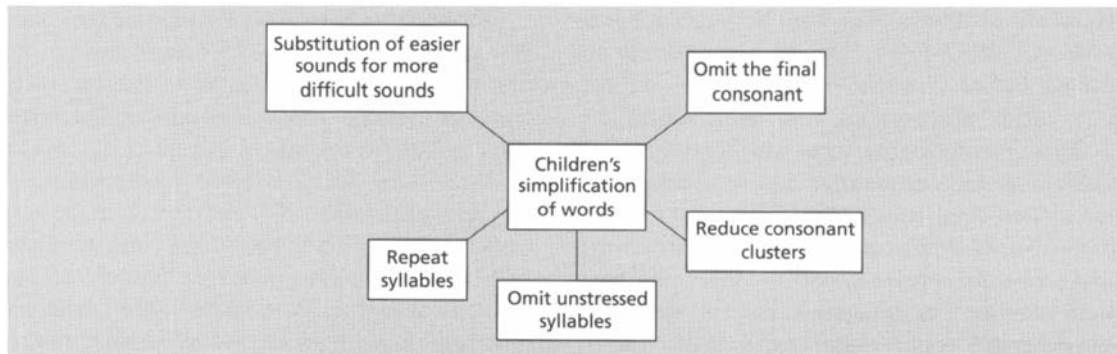 Substitution of easier
sounds for more
difficult sounds
Omit the final
consonant
Children's
simplification
of words
Reduce consonant
clusters
Repeat
syllables
Omit unstressed
syllables